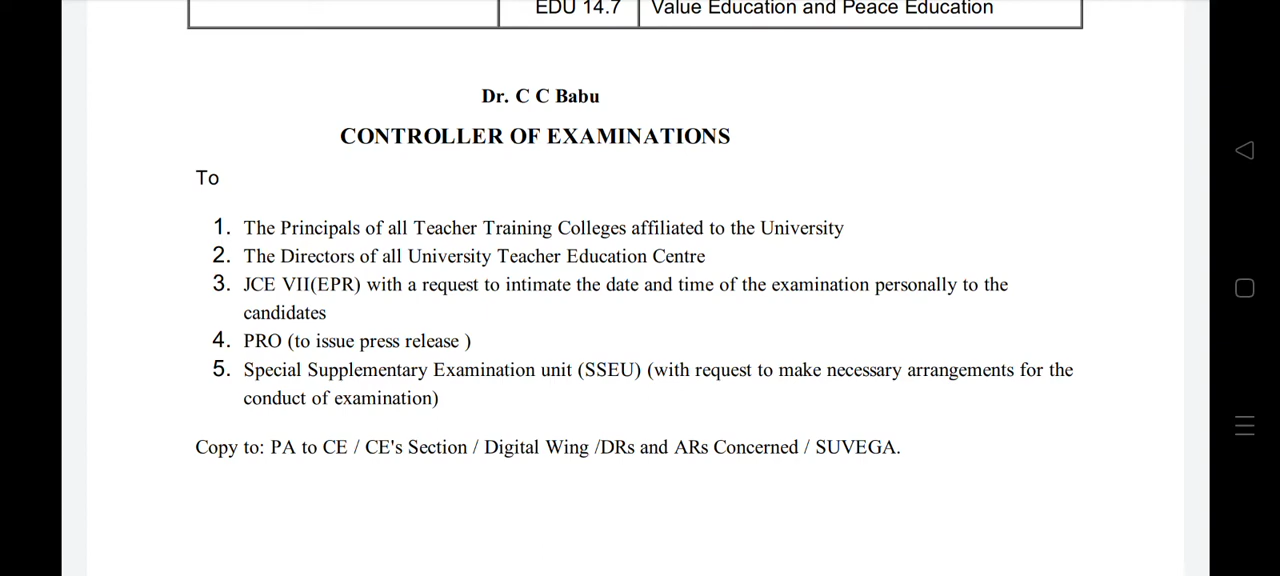 EDU 14.7 Value Education and Peace Education
Dr. C C Babu
CONTROLLER OF EXAMINATIONS
To
1. The Principals of all Teacher Training Colleges affiliated to the University
2. The Directors of all University Teacher Education Centre
3. JCE VII(EPR) with a request to intimate the date and time of the examination personally to the
candidates
4. PRO (to issue press release )
5. Special Supplementary Examination unit (SSEU) (with request to make necessary arrangements for the
conduct of examination)
Copy to: PA to CE / CE's Section / Digital Wing /DRs and ARs Concerned / SUVEGA.